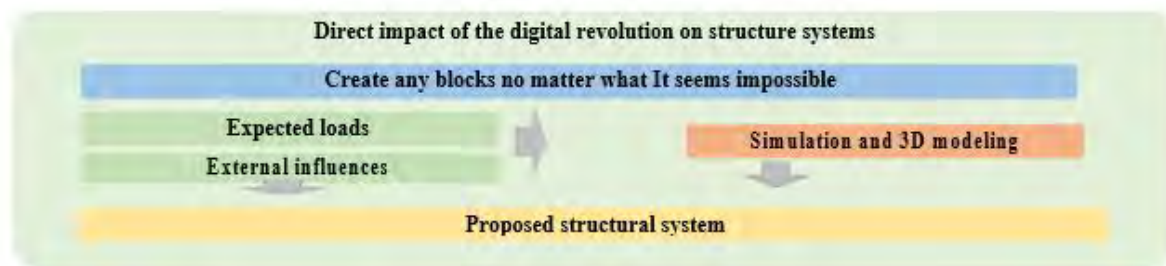 Direct impact of the digital revolution on structure systems
Create any blocks no matter what It seems impossible
Expected loads
External influences
Simulation and 3D modeling
Proposed structural system